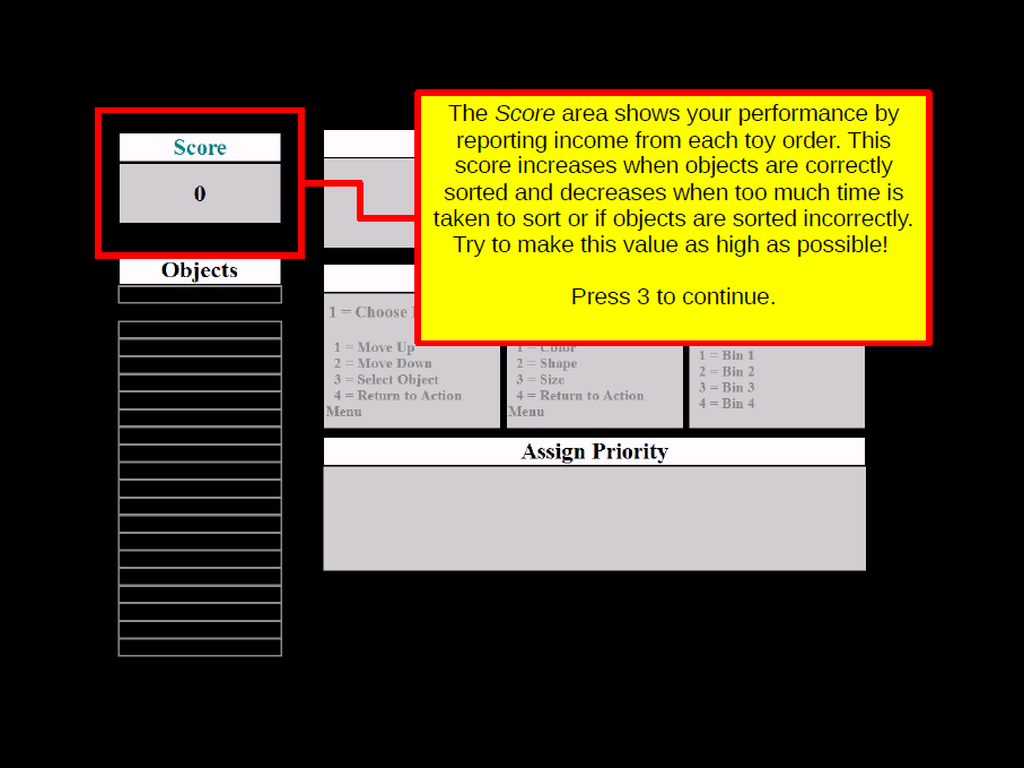 The Score area shows your performance by
reporting income from each toy order. This
score increases when objects are correctly
sorted and decreases when too much time is
taken to sort or if objects are sorted incorrectly.
Try to make this value as high as possible!
Press 3 to continue.
Score
0
Objects
1 = Choose
1 = Move Up
2 = Move Down
3 = Select Object
4 = Return to Action
Menu
1 = Color
2 = Shape
3 = Size
4 = Return to Action
Menu
1 = Bin 1
2 = Bin 2
3 = Bin 3
4 = Bin 4
Assign Priority